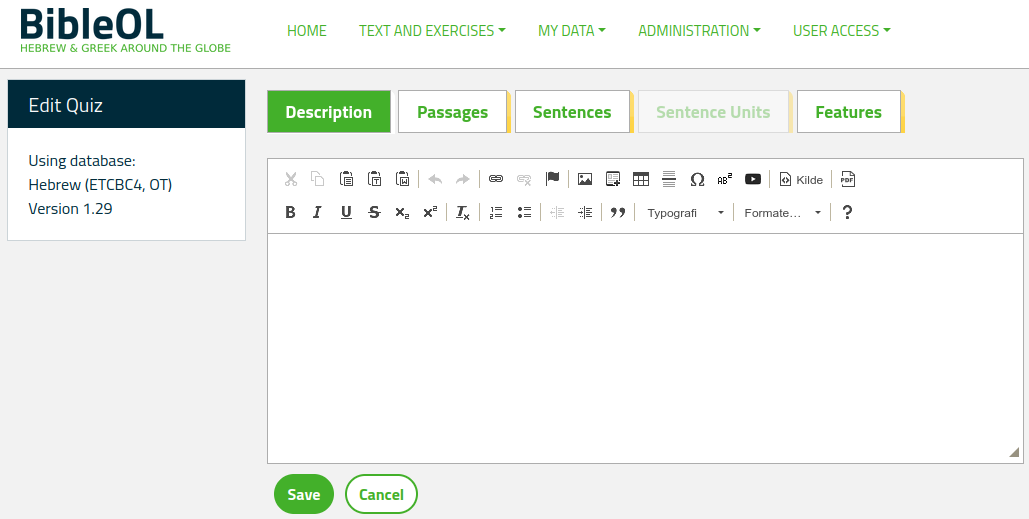 BibleOL
HEBREW & GREEK AROUND THE GLOBE
HOME TEXT AND EXERCISES MY DATA ADMINISTRATION USER ACCESS
Edit Quiz
Using database:
Hebrew (ETCBC4, OT)
Version 1.29
Description Passages Sentences Sentence Units Features
Kilde
Typografi Formate...
Save Cancel